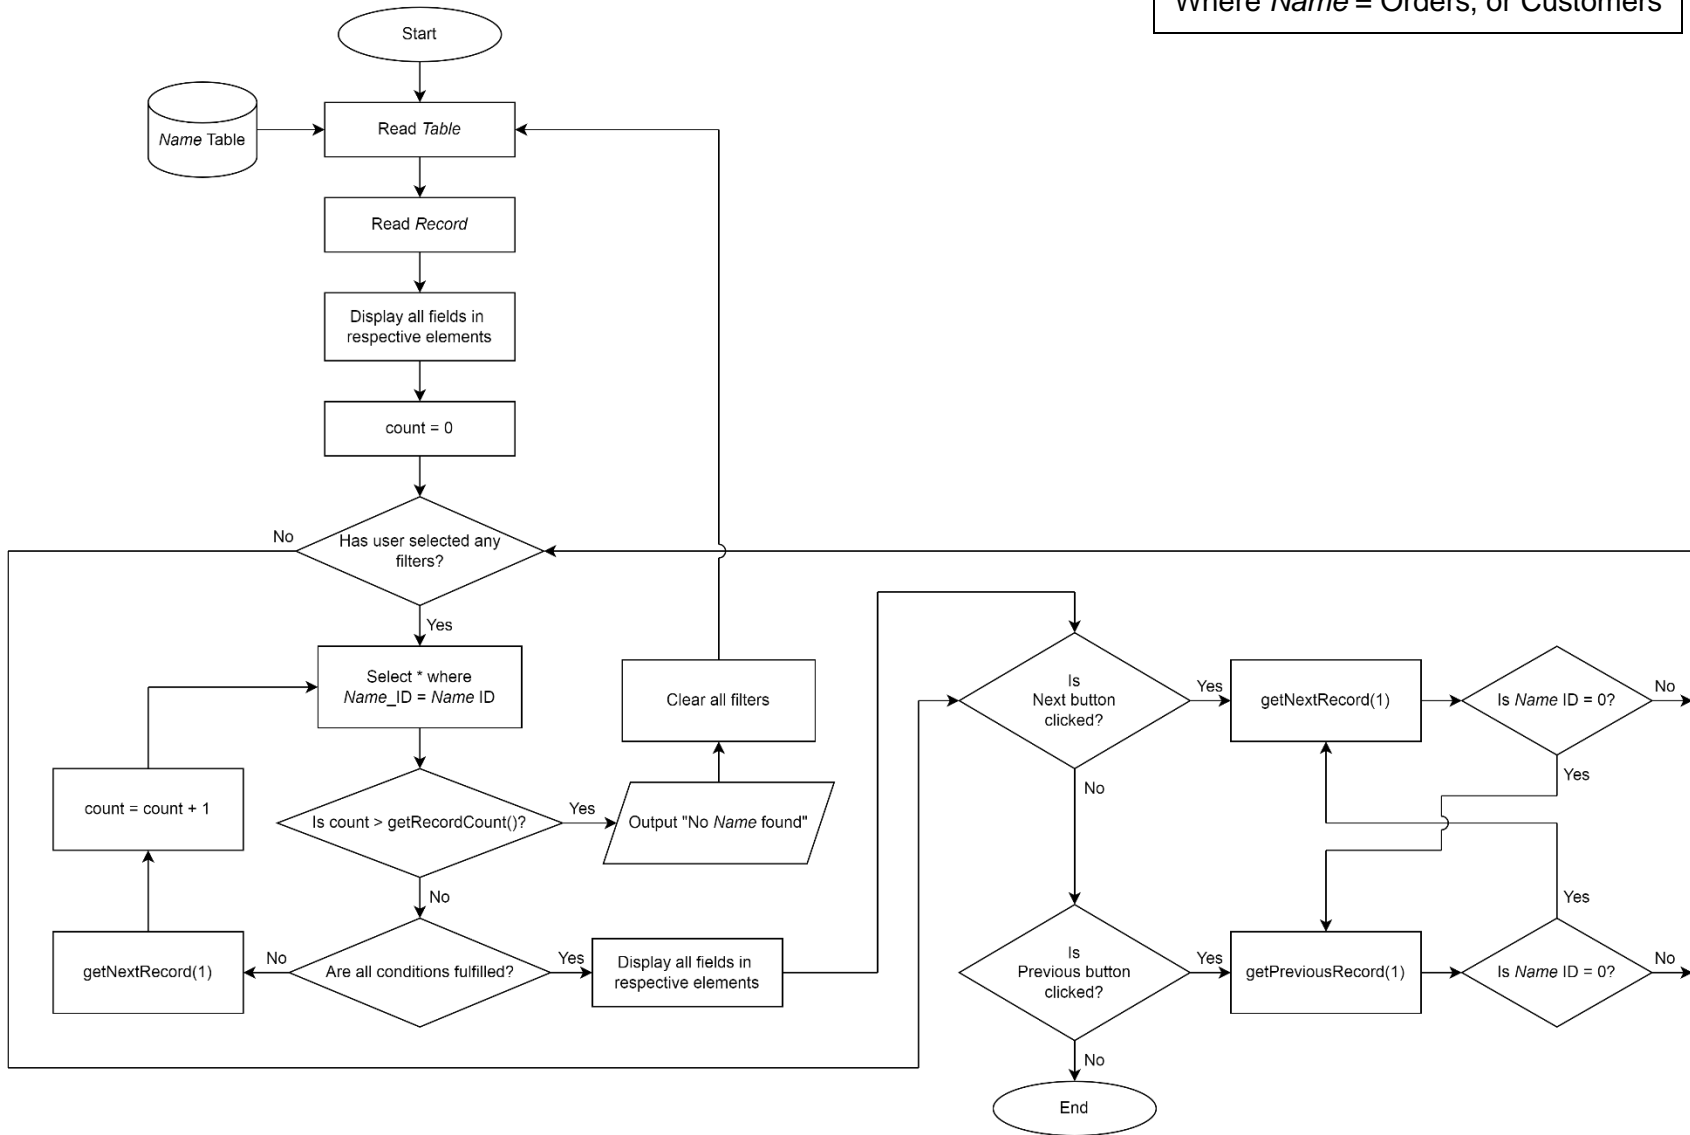 Where Name = Orders, or Customers
Start
Name Table
Read Table
Read Record
Display all fields in
respective elements
count = 0
No
Has user selected any
filters?
Yes
Select * where
Name_ID = Name ID
Clear all filters
Is
Next button
clicked?
Yes
getNextRecord(1)
Is Name ID = 0?
No
Yes
No
count = count + 1
Is count > getRecordCount()?
Yes
Output "No Name found"
No
Yes
getNextRecord(1)
No
Are all conditions fulfilled?
Yes
Display all fields in
respective elements
Is
Previous button
clicked?
Yes
getPreviousRecord(1)
Is Name ID = 0?
No
No
End